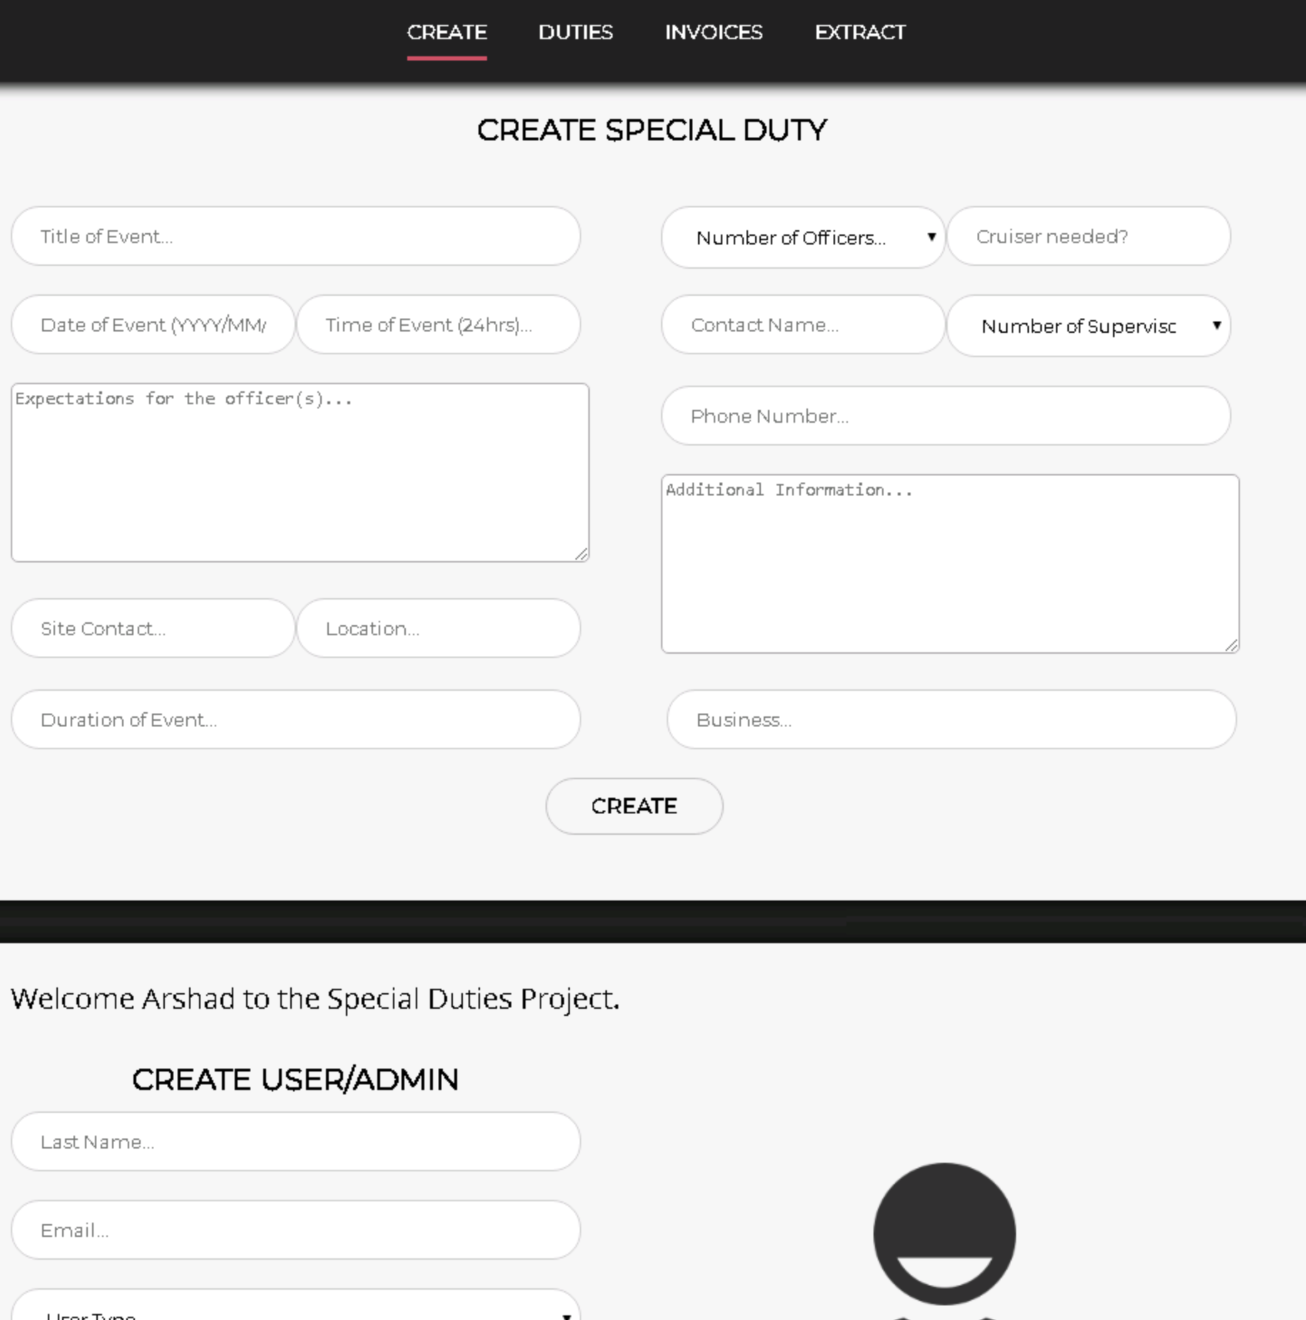 CREATE DUTIES INVOICES EXTRACT
CREATE SPECIAL DUTY
Title of Event...
Number of Officers... Cruiser needed?
Date of Event (YYYY/MM/ Time of Event (24hrs)...
Contact Name... Number of Supervisc
Expectations for the officer(s)...
Phone Number...
Additional Information...
Site Contact... Location...
Duration of Event... Business...
CREATE
Welcome Arshad to the Special Duties Project.
CREATE USER/ADMIN
Last Name...
Email...
User Type